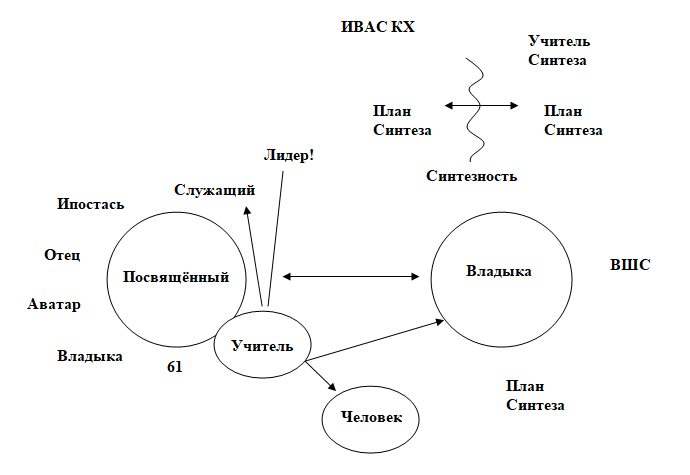 ИВАС КХ
Учитель
Синтеза
План
Синтеза
План
Синтеза
Лидер!
Синтезность
Служащий
Ипостась
Отец
Посвящённый
Владыка
ВШС
Аватар
Учитель
Владыка
61
План
Синтеза
Человек